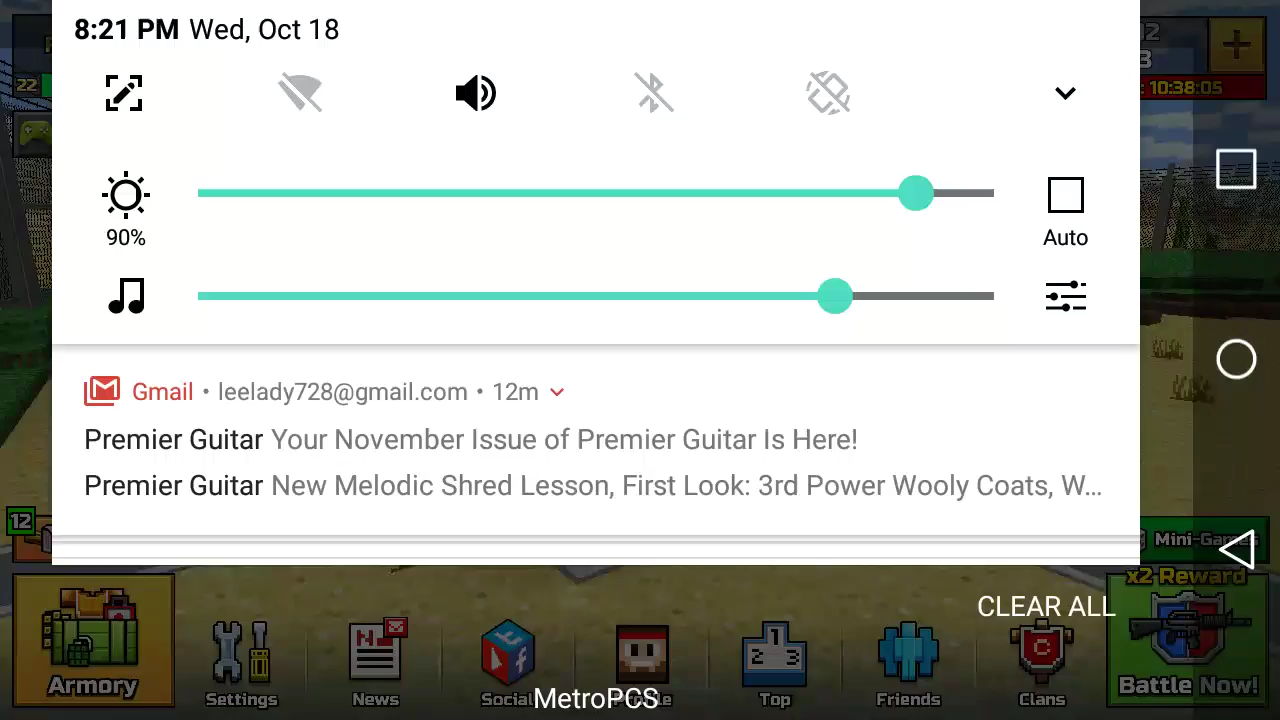 8:21 PM Wed, Oct 18
90%
Auto
Gmail • leelady728@gmail.com • 12m
Premier Guitar Your November Issue of Premier Guitar Is Here!
Premier Guitar New Melodic Shred Lesson, First Look: 3rd Power Wooly Coats, W...
CLEAR ALL
22
10:38:05
12
Mini-Games
x2 Reward
Armory
Settings
News
Social
Top
Friends
Clans
Battle Now!
MetroPCS